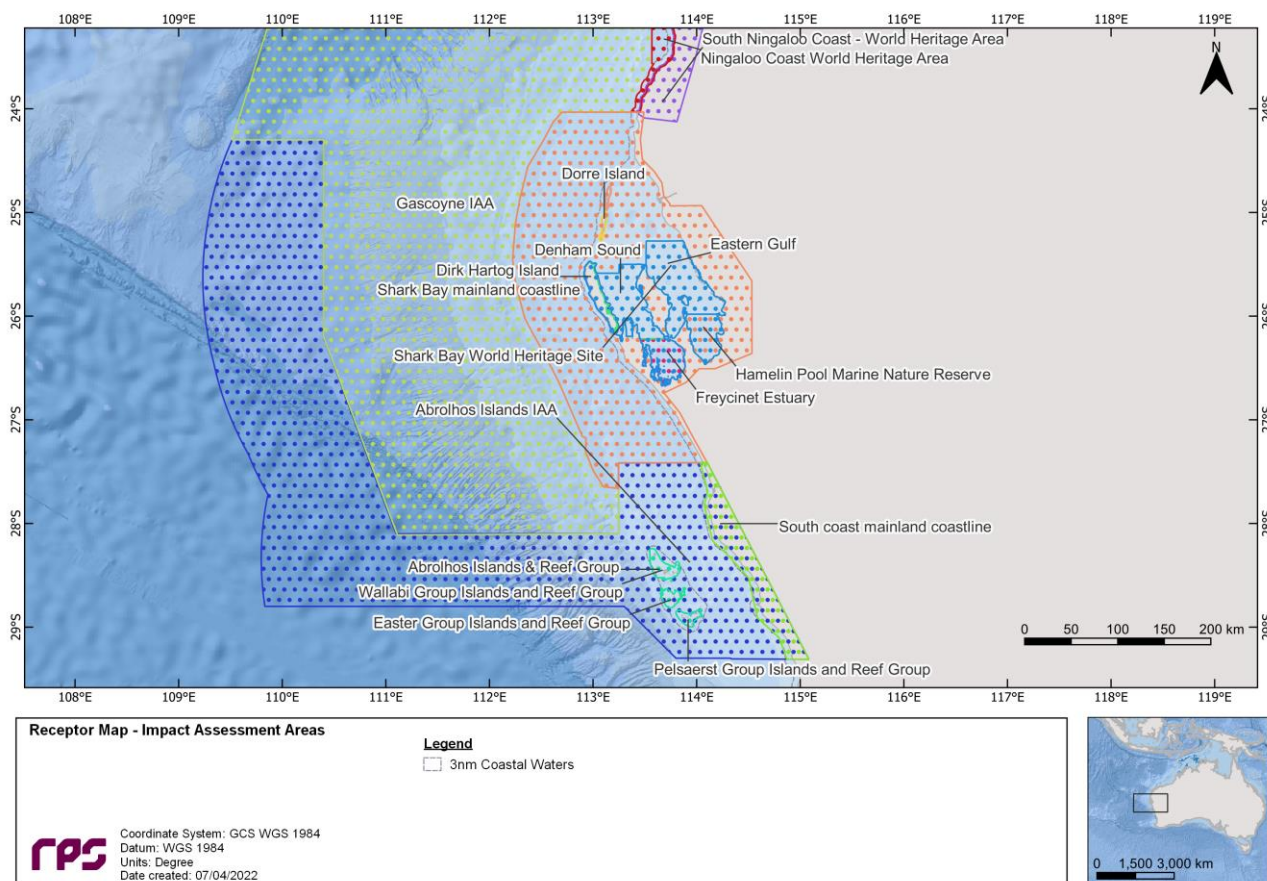 108°E 109°E 110°E 111°E 112°E 113°E 114°E 115°E 116°E 117°E 118°E 119°E
N
South Ningaloo Coast - World Heritage Area
Ningaloo Coast World Heritage Area
24°S 24°S
Dorre Island
Gascoyne IAA
25°S 25°S
Denham Sound
Eastern Gulf
Dirk Hartog Island
Shark Bay mainland coastline
26°S 26°S
Shark Bay World Heritage Site
Hamelin Pool Marine Nature Reserve
Freycinet Estuary
Abrolhos Islands IAA
27°S 27°S
28°S 28°S
South coast mainland coastline
Abrolhos Islands & Reef Group
Wallabi Group Islands and Reef Group
Easter Group Islands and Reef Group
29°S 29°S
0 50 100 150 200 km
Pelsaerst Group Islands and Reef Group
108°E 109°E 110°E 111°E 112°E 113°E 114°E 115°E 116°E 117°E 118°E 119°E
Receptor Map - Impact Assessment Areas
Legend
3nm Coastal Waters
rps
Coordinate System: GCS WGS 1984
Datum: WGS 1984
Units: Degree
Date created: 07/04/2022
0 1,500 3,000 km